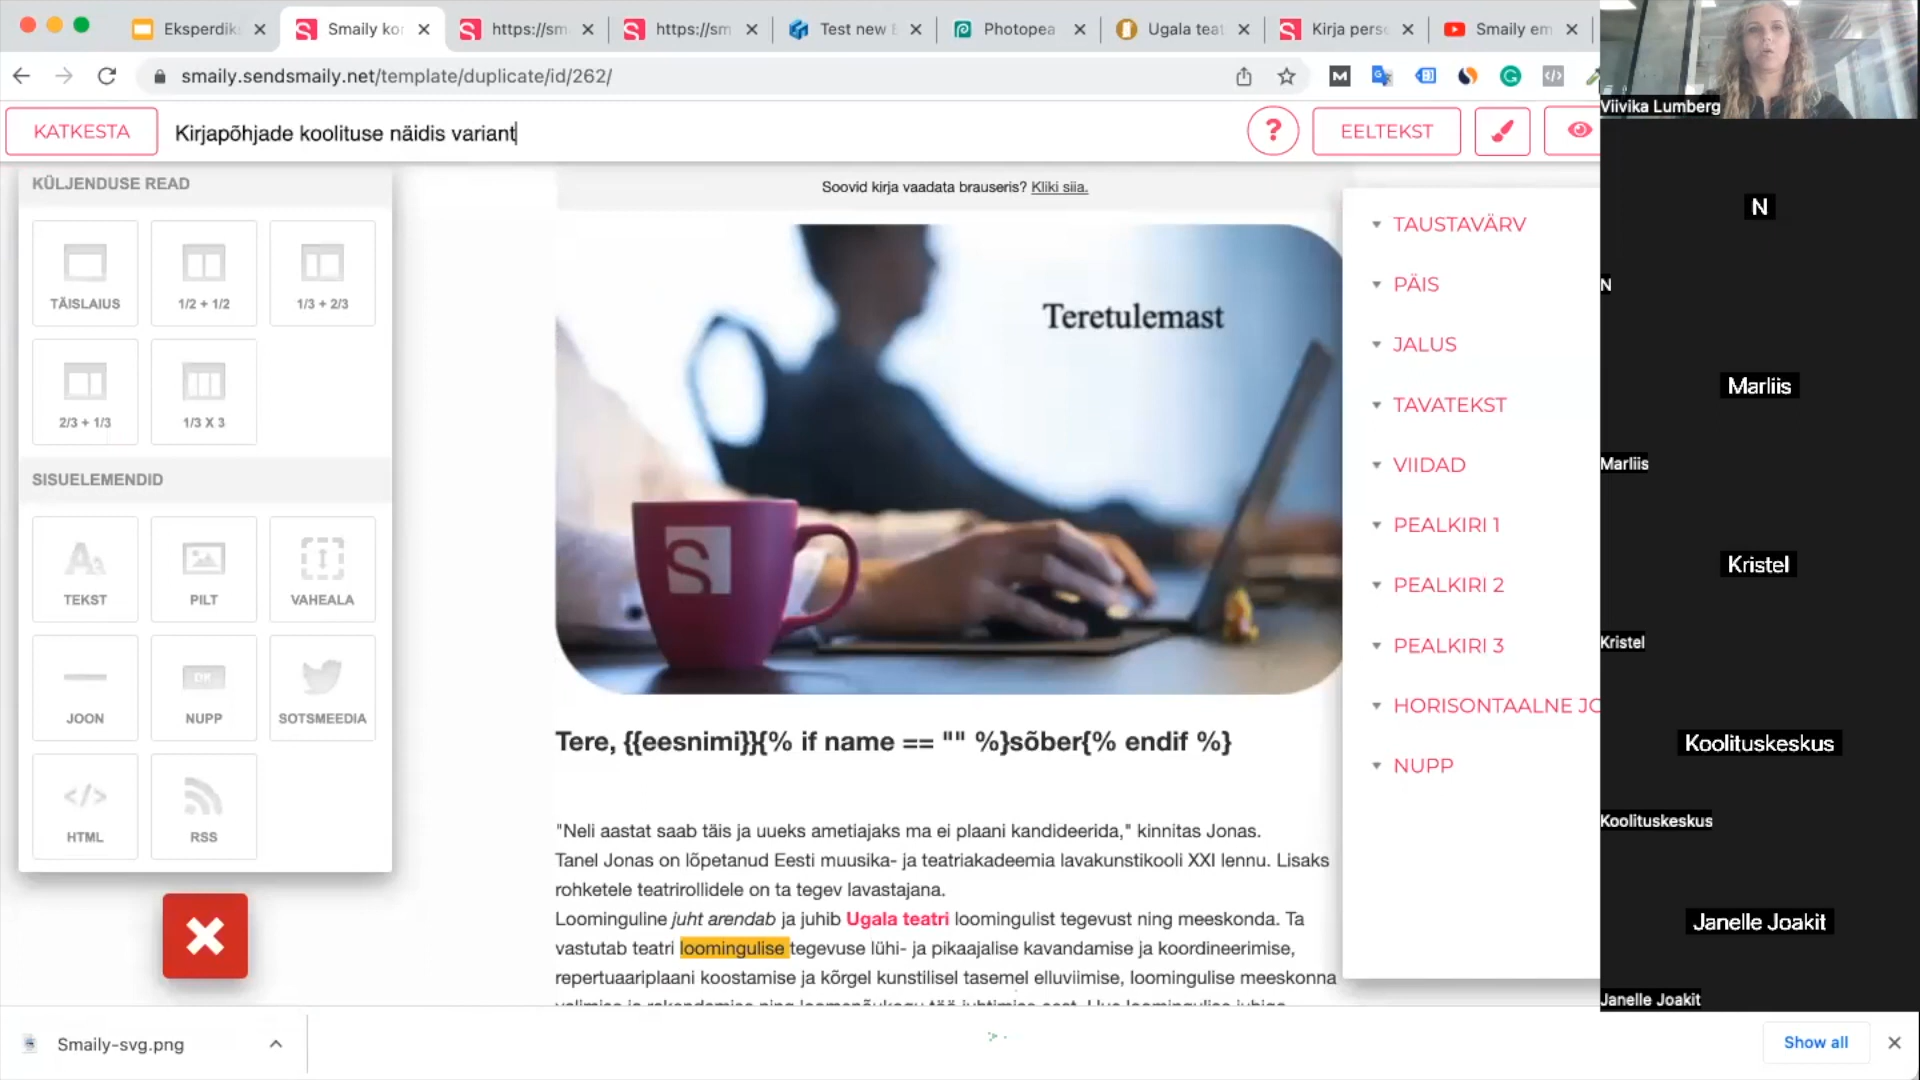 Eksperdik
Smaily kor
https://sm
https://sm
Test new E
Photopea
Ugala teat
Kirja perso
Smaily em
smaily.sendsmaily.net/template/duplicate/id/262/
Viivika Lumberg
KATKESTA
Kirjapõhjade koolituse näidis variant
?
EELTEKST
KÜLJENDUSE READ
TÄISLAIUS
1/2 + 1/2
1/3 + 2/3
2/3 + 1/3
1/3 X 3
SISUELEMENDID
TEKST
PILT
VAHEALA
JOON
NUPP
SOTSMEEDIA
HTML
RSS
Soovid kirja vaadata brauseris? Kliki siia.
Teretulemast
S
Tere, {{eesnimi}}{% if name == "" %}sõber{% endif %}
"Neli aastat saab täis ja uueks ametiajaks ma ei plaani kandideerida," kinnitas Jonas.
Tanel Jonas on lõpetanud Eesti muusika- ja teatriakadeemia lavakunstikooli XXI lennu. Lisaks
rohketele teatrirollidele on ta tegev lavastajana.
Loominguline juht arendab ja juhib Ugala teatri loomingulist tegevust ning meeskonda. Ta
vastutab teatri loomingulise tegevuse lühi- ja pikaajalise kavandamise ja koordineerimise,
repertuaariplaani koostamise ja kõrgel kunstilisel tasemel elluviimise, loomingulise meeskonna
TAUSTAVÄRV
PÄIS
JALUS
TAVATEKST
VIIDAD
PEALKIRI 1
PEALKIRI 2
PEALKIRI 3
HORISONTAALNE JO
NUPP
N
N
Marliis
Marliis
Kristel
Kristel
Koolituskeskus
Koolituskeskus
Janelle Joakit
Janelle Joakit
Smaily-svg.png
Show all